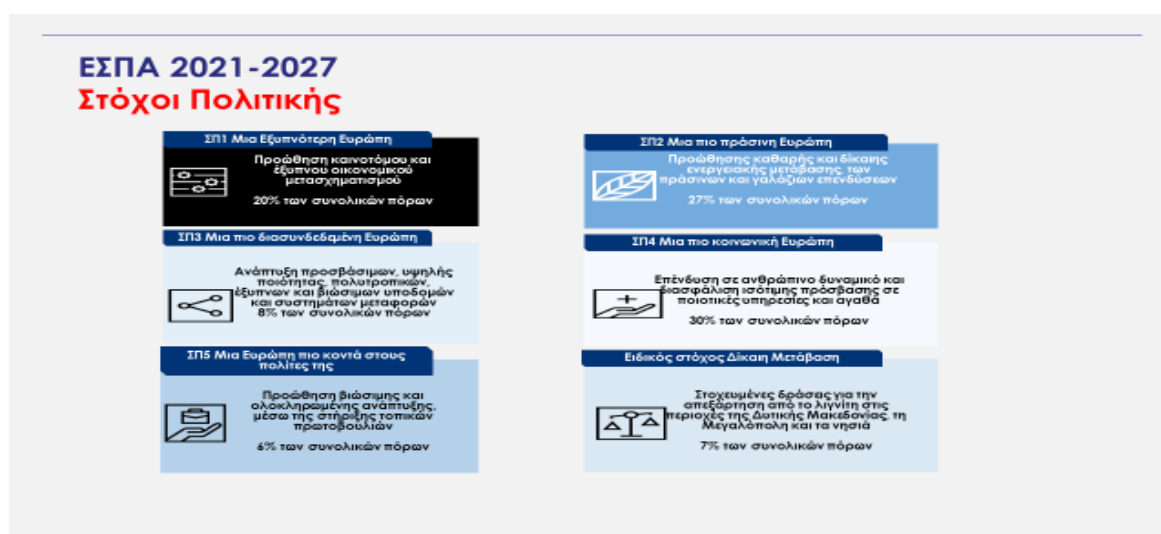 ΕΣΠΑ 2021-2027
Στόχοι Πολιτικής
ΣΠ1 Μια Εξυπνότερη Ευρώπη
Προώθηση καινοτόμου και
έξυπνου οικονομικού
μετασχηματισμού
20% των συνολικών πόρων
ΣΠ2 Μια πιο πράσινη Ευρώπη
Προώθησης καθαρής και δίκαιης
ενεργειακής μετάβασης, των
πράσινων και γαλάζιων επενδύσεων
27% των συνολικών πόρων
ΣΠ3 Μια πιο διασυνδεδεμένη Ευρώπη
Ανάπτυξη προσβάσιμων, υψηλής
ποιότητας, πολυτροπικών,
έξυπνων και βιώσιμων υποδομών
και συστημάτων μεταφορών
8% των συνολικών πόρων
ΣΠ4 Μια πιο κοινωνική Ευρώπη
Επένδυση σε ανθρώπινο δυναμικό και
διασφάλιση ισότιμης πρόσβασης σε
ποιοτικές υπηρεσίες και αγαθά
30% των συνολικών πόρων
ΣΠ5 Μια Ευρώπη πιο κοντά στους
πολίτες της
Προώθηση βιώσιμης και
ολοκληρωμένης ανάπτυξης,
μέσω της στήριξης τοπικών
πρωτοβουλιών
6% των συνολικών πόρων
Ειδικός στόχος Δίκαιη Μετάβαση
Στοχευμένες δράσεις για την
απεξάρτηση από το λιγνίτη στις
περιοχές της Δυτικής Μακεδονίας, τη
Μεγαλόπολη και τα νησιά
7% των συνολικών πόρων